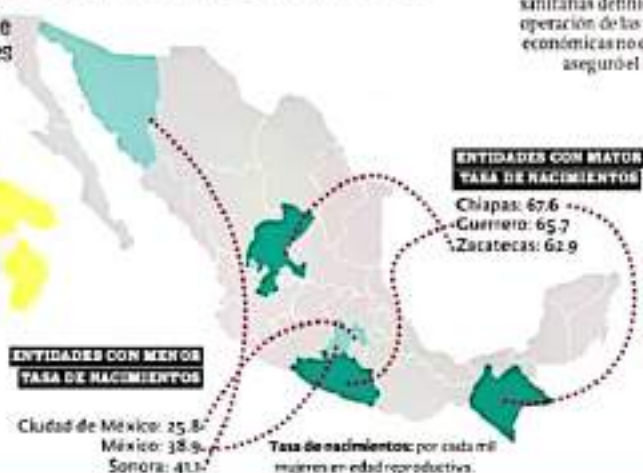 sanitarias
operación de las
económicas no
aseguró el
ENTIDADES CON MAYOR
TASA DE NACIMIENTOS
Chiapas: 67.6
Guerrero: 65.7
Zacatecas: 62.9
ENTIDADES CON MENOR
TASA DE NACIMIENTOS
Ciudad de México: 25.8
México: 38.9
Sonora: 41.1
Tasa de nacimientos: por cada mil
mujeres en edad reproductiva.